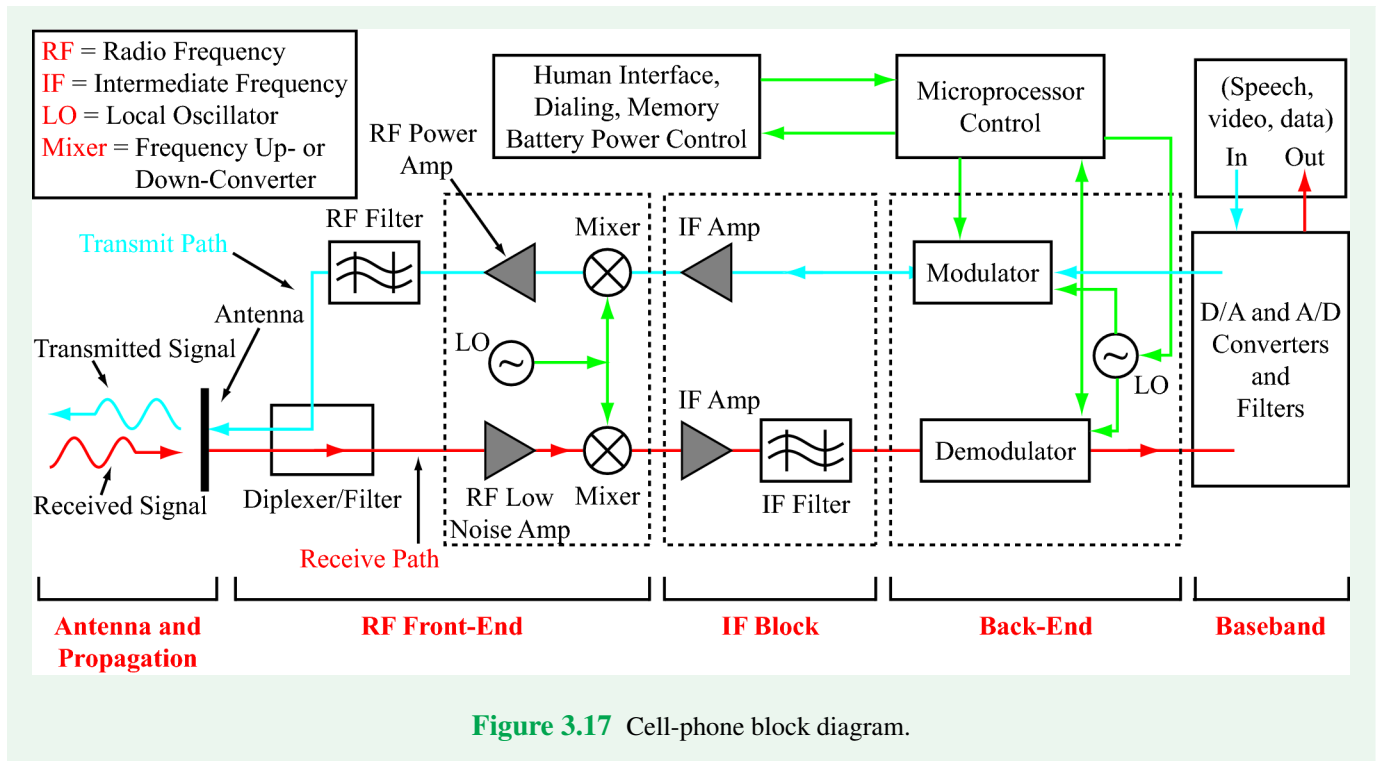 RF = Radio Frequency
IF = Intermediate Frequency
LO = Local Oscillator
Mixer = Frequency Up- or
Down-Converter
Human Interface,
Dialing, Memory
Battery Power Control
Microprocessor
Control
(Speech,
video, data)
In Out
RF Power
Amp
RF Filter
Mixer
IF Amp
Transmit Path
Modulator
Antenna
Transmitted Signal
LO
D/A and A/D
Converters
and
Filters
LO
IF Amp
Demodulator
Received Signal
Diplexer/Filter
RF Low
Noise Amp
Mixer
IF Filter
Receive Path
Antenna and
Propagation
RF Front-End
IF Block
Back-End
Baseband
Figure 3.17 Cell-phone block diagram.